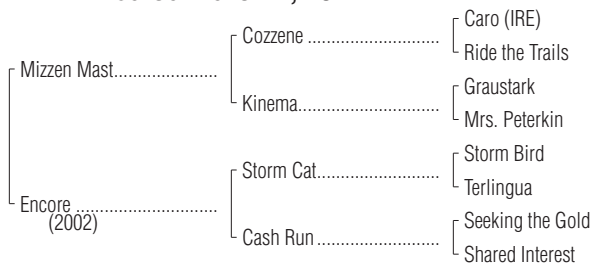 Caro (IRE)
Cozzene ..................................
Ride the Trails
Mizzen Mast......................
Graustark
Kinema....................................
Mrs. Peterkin
Storm Bird
Storm Cat...............................
Terlingua
Encore ..............................
(2002)
Seeking the Gold
Cash Run ...............................
Shared Interest